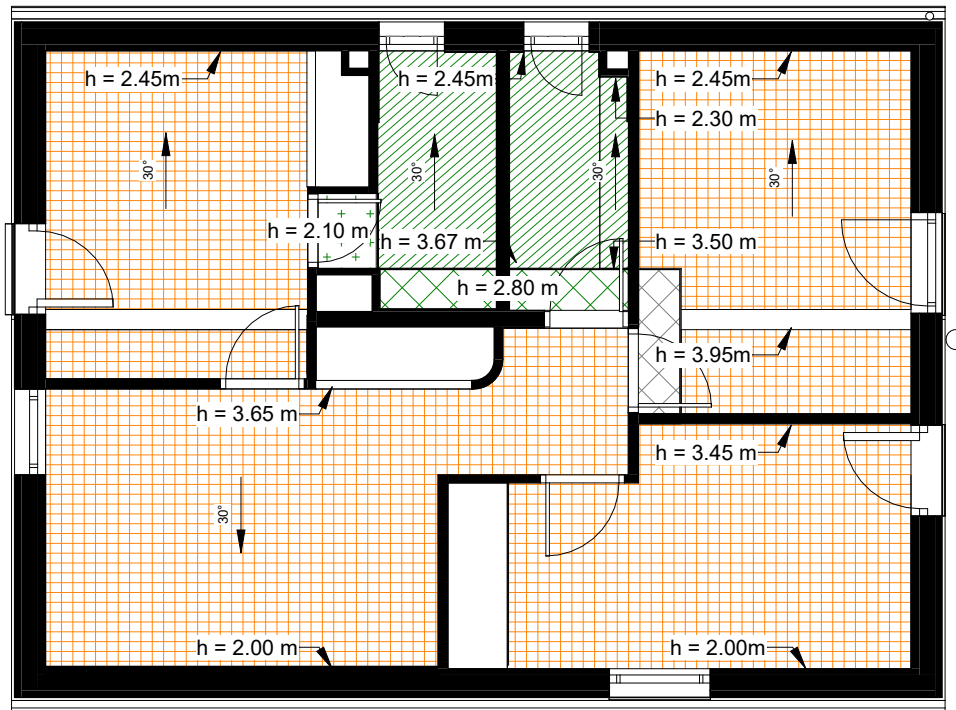 h = 2.45m
h = 2.45m
h = 2.45m
h = 2.30 m
30°
30°
30°
30°
h = 2.10 m
h = 3.67 m
h = 3.50 m
h = 2.80 m
h = 3.95m
h = 3.65 m
h = 3.45 m
30°
h = 2.00 m
h = 2.00m